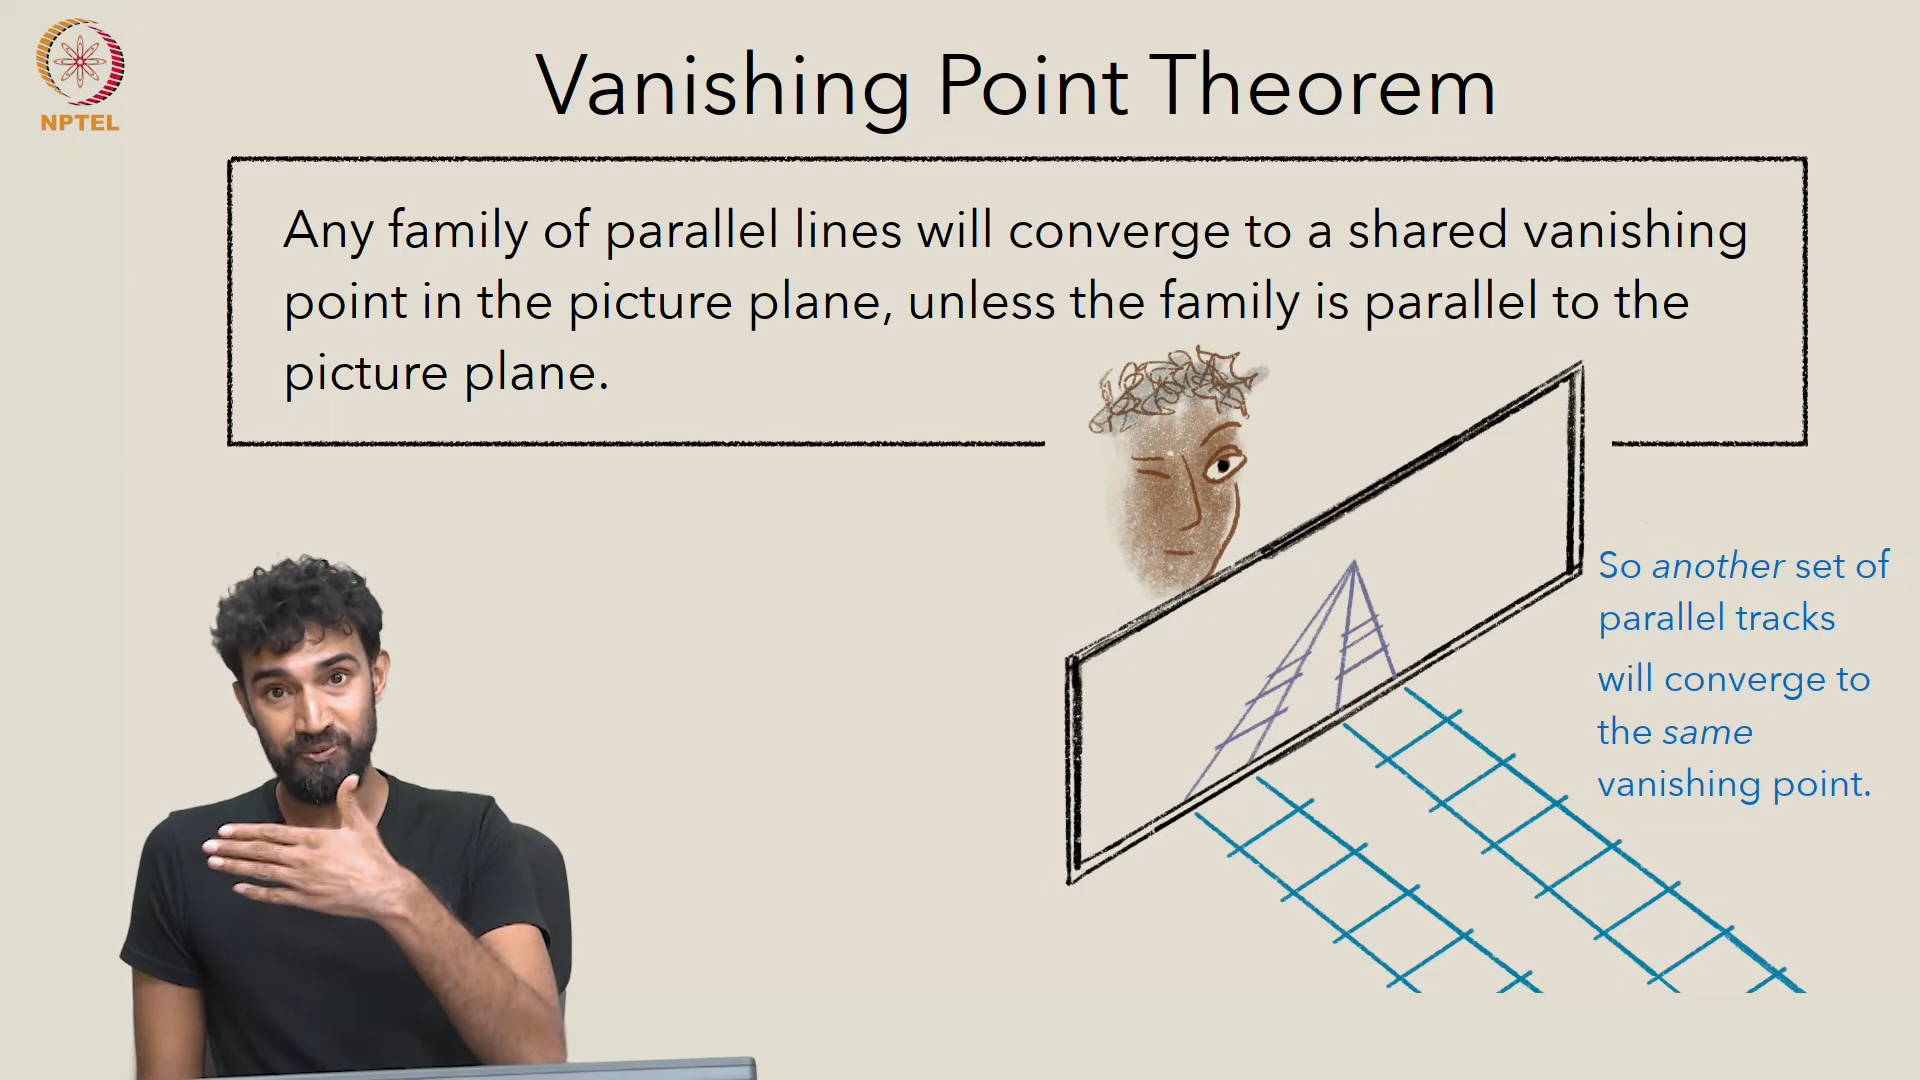 NPTEL
Vanishing Point Theorem
Any family of parallel lines will converge to a shared vanishing
point in the picture plane, unless the family is parallel to the
picture plane.
So another set of
parallel tracks
will converge to
the same
vanishing point.